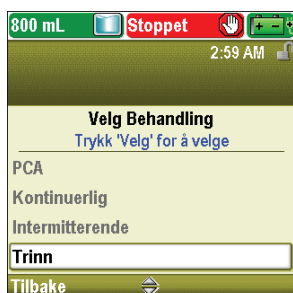 800 mL Stoppet
2:59 AM
Velg Behandling
Trykk 'Velg' for å velge
PCA
Kontinuerlig
Intermitterende
Trinn
Tilbake